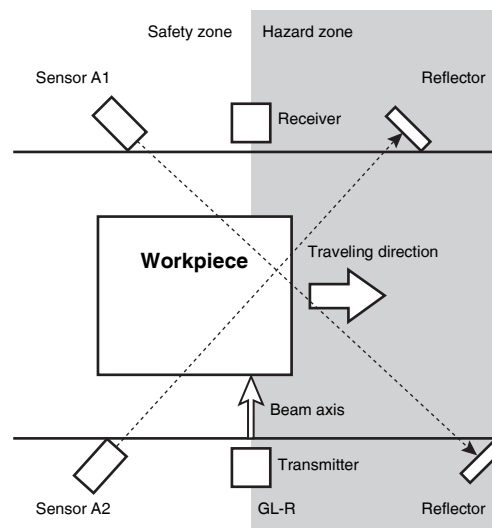 Safety zone
Hazard zone
Sensor A1
Reflector
Receiver
Workpiece
Traveling direction
Beam axis
Transmitter
Sensor A2
GL-R
Reflector